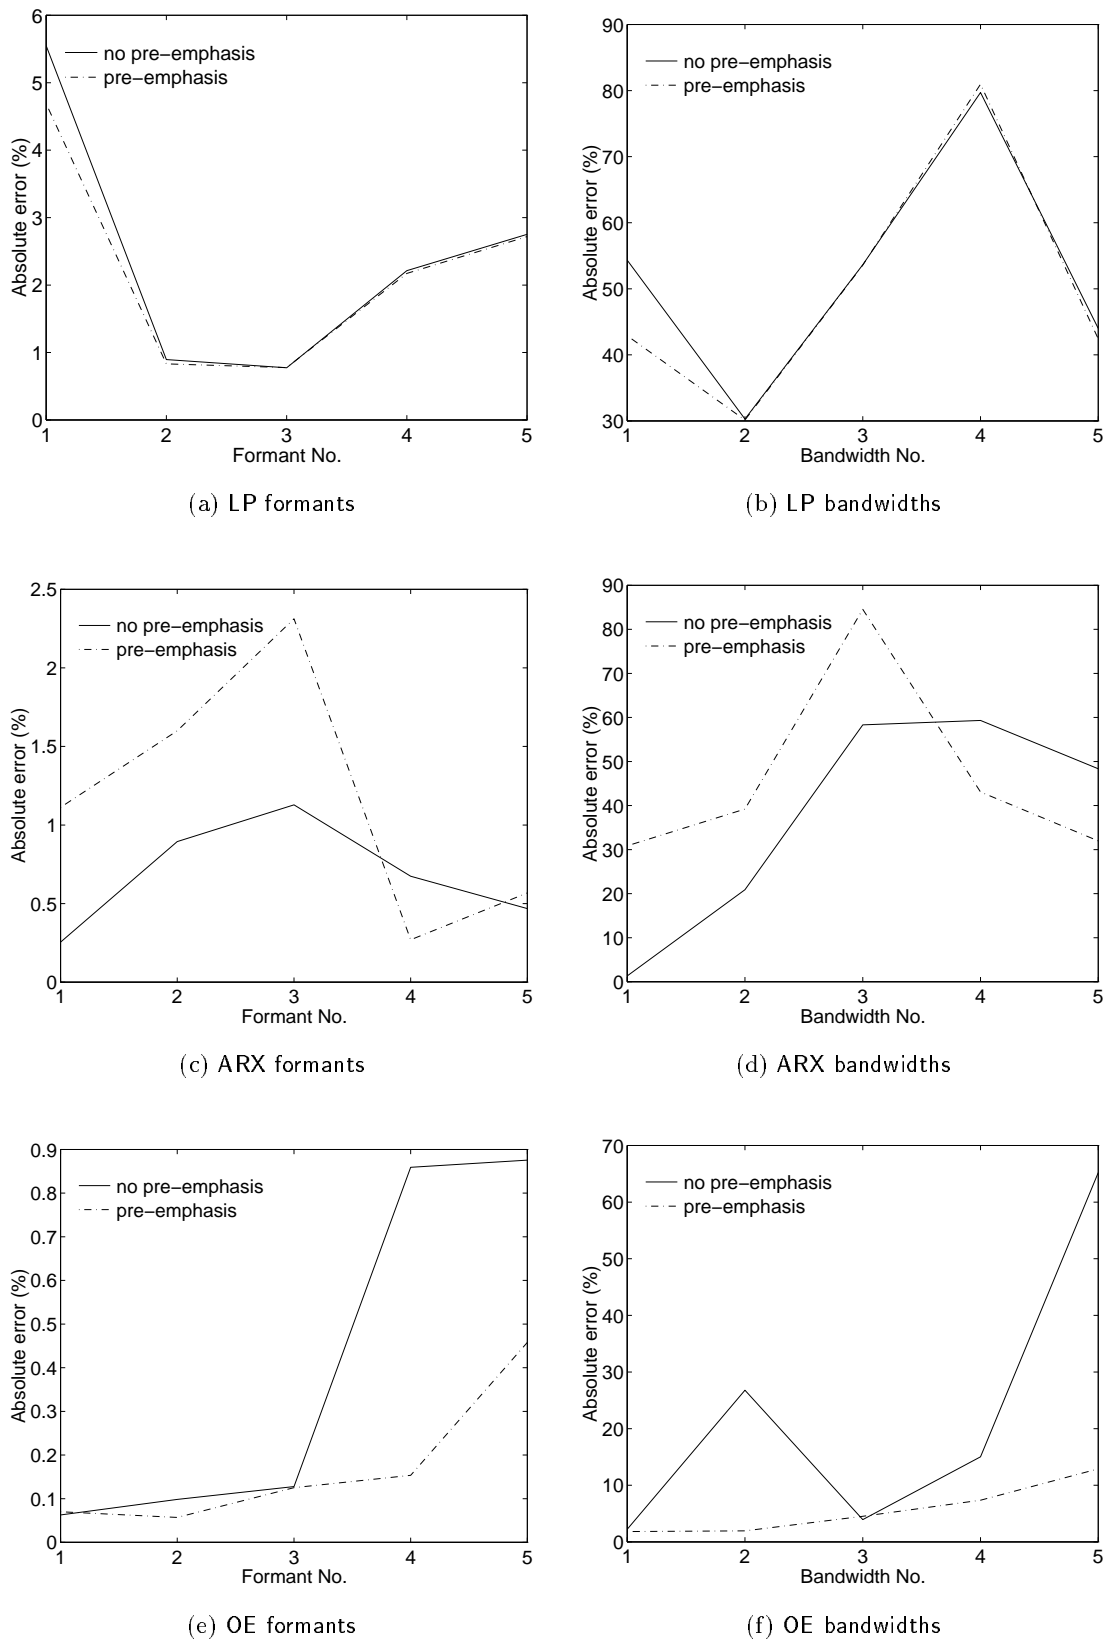 6
5
4
3
2
1
0
1 2 3 4 5
Absolute error (%)
Formant No.
no pre-emphasis
pre-emphasis
(a) LP formants
90
80
70
60
50
40
30
1 2 3 4 5
Absolute error (%)
Bandwidth No.
no pre-emphasis
pre-emphasis
(b) LP bandwidths
2.5
2
1.5
1
0.5
0
1 2 3 4 5
Absolute error (%)
Formant No.
no pre-emphasis
pre-emphasis
(c) ARX formants
90
80
70
60
50
40
30
20
10
0
1 2 3 4 5
Absolute error (%)
Bandwidth No.
no pre-emphasis
pre-emphasis
(d) ARX bandwidths
0.9
0.8
0.7
0.6
0.5
0.4
0.3
0.2
0.1
0
1 2 3 4 5
Absolute error (%)
Formant No.
no pre-emphasis
pre-emphasis
(e) OE formants
70
60
50
40
30
20
10
0
1 2 3 4 5
Absolute error (%)
Bandwidth No.
no pre-emphasis
pre-emphasis
(f) OE bandwidths